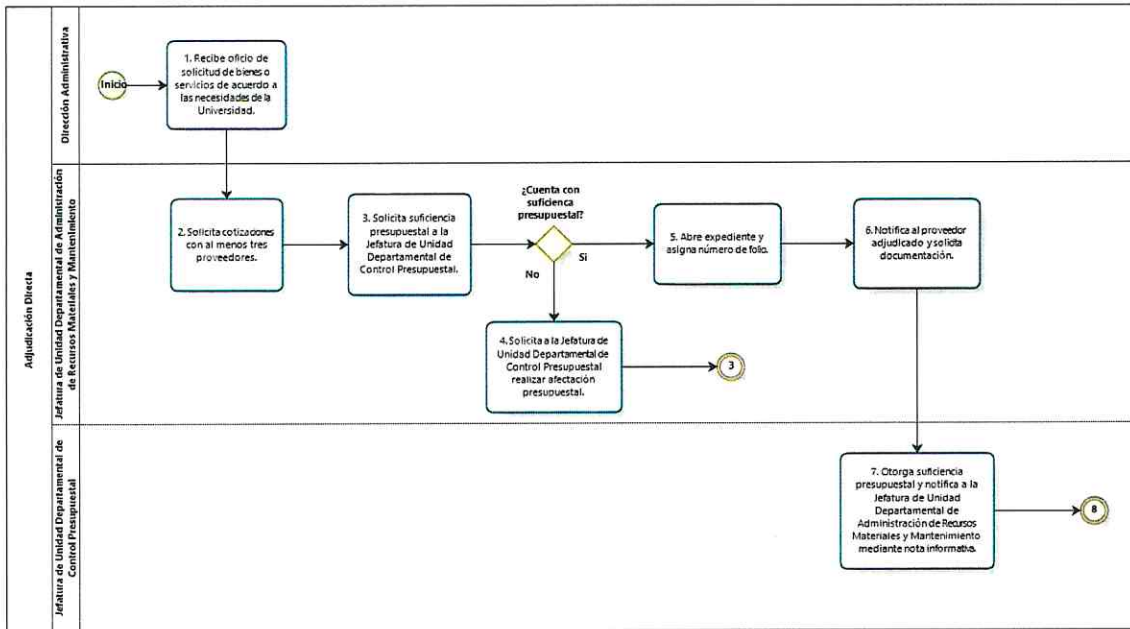 Adjudicación Directa
Dirección Administrativa
Inicio
1. Recibe oficio de
solicitud de bienes o
servicios de acuerdo a
las necesidades de la
Universidad.
Jefatura de Unidad Departamental de Administración
de Recursos Materiales y Mantenimiento
2. Solicita cotizaciones
con al menos tres
proveedores.
3. Solicita suficiencia
presupuestal a la
Jefatura de Unidad
Departamental de
Control Presupuestal.
¿Cuenta con
suficienca
presupuestal?
Si
No
4. Solicita a la Jefatura de
Unidad Departamental de
Control Presupuestal
realizar afectación
presupuestal.
3
5. Abre expediente y
asigna número de folio.
6. Notifica al proveedor
adjudicado y solicita
documentación.
Jefatura de Unidad Departamental de
Control Presupuestal
7. Otorga suficiencia
presupuestal y notifica a la
Jefatura de Unidad
Departamental de
Administración de Recursos
Materiales y Mantenimiento
mediante nota informativa.
8